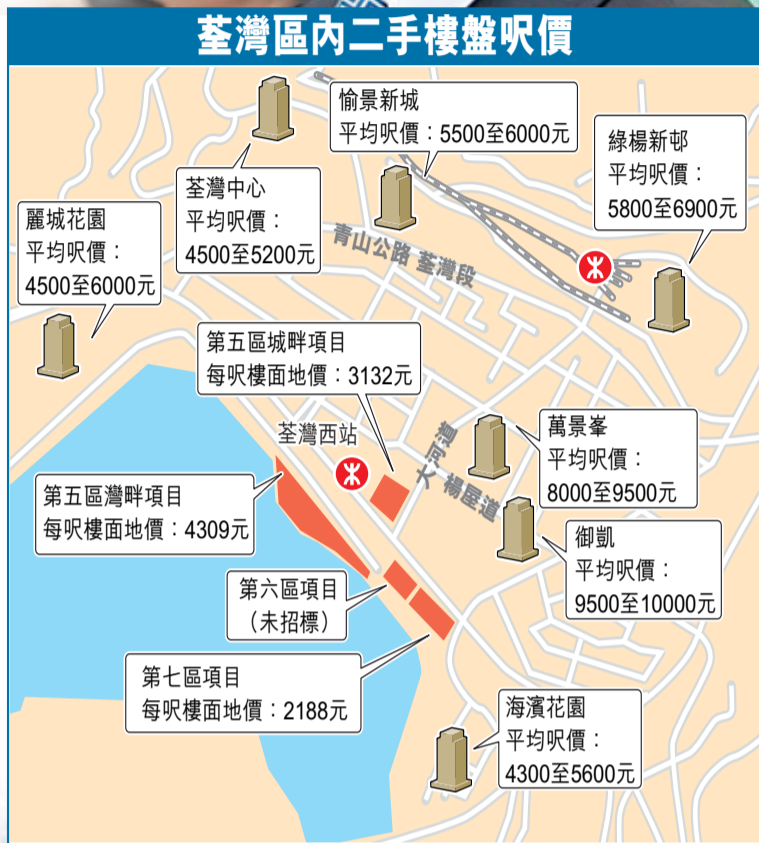 荃灣區內二手樓盤呎價
愉景新城
平均呎價：5500至6000元
綠楊新邨
平均呎價：
5800至6900元
荃灣中心
平均呎價：
4500至5200元
麗城花園
平均呎價：
4500至6000元
青山公路 荃灣段
第五區城畔項目
每呎樓面地價：3132元
荃灣西站
大河道
楊屋道
萬景峯
平均呎價：
8000至9500元
第五區灣畔項目
每呎樓面地價：4309元
御凱
平均呎價：
9500至10000元
第六區項目
（未招標）
第七區項目
每呎樓面地價：2188元
海濱花園
平均呎價：
4300至5600元